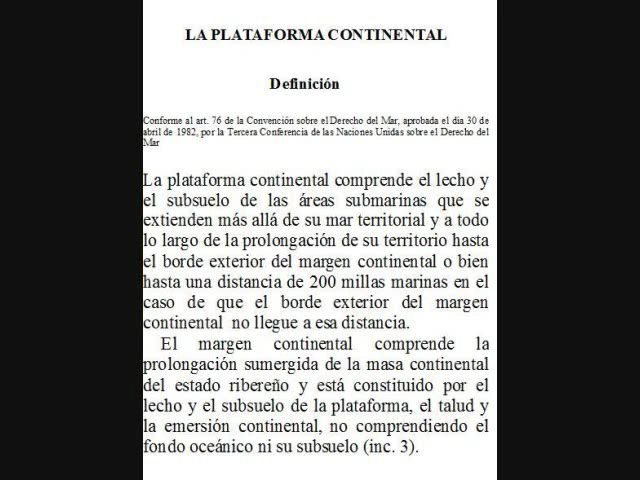 LA PLATAFORMA CONTINENTAL
Definición
Conforme al art. 76 de la Convención sobre el Derecho del Mar, aprobada el dia 30 de
abril de 1982, por la Tercera Conferencia de las Naciones Unidas sobre el Derecho del
Mar
La plataforma continental comprende el lecho y
el subsuelo de las áreas submarinas que se
extienden más allá de su mar territorial y a todo
lo largo de la prolongación de su territorio hasta
el borde exterior del margen continental o bien
hasta una distancia de 200 millas marinas en el
caso de que el borde exterior del margen
continental no llegue a esa distancia.
El margen continental comprende la
prolongación sumergida de la masa continental
del estado ribereño y está constituido por el
lecho y el subsuelo de la plataforma, el talud y
la emersión continental, no comprendiendo el
fondo oceánico ni su subsuelo (inc. 3).